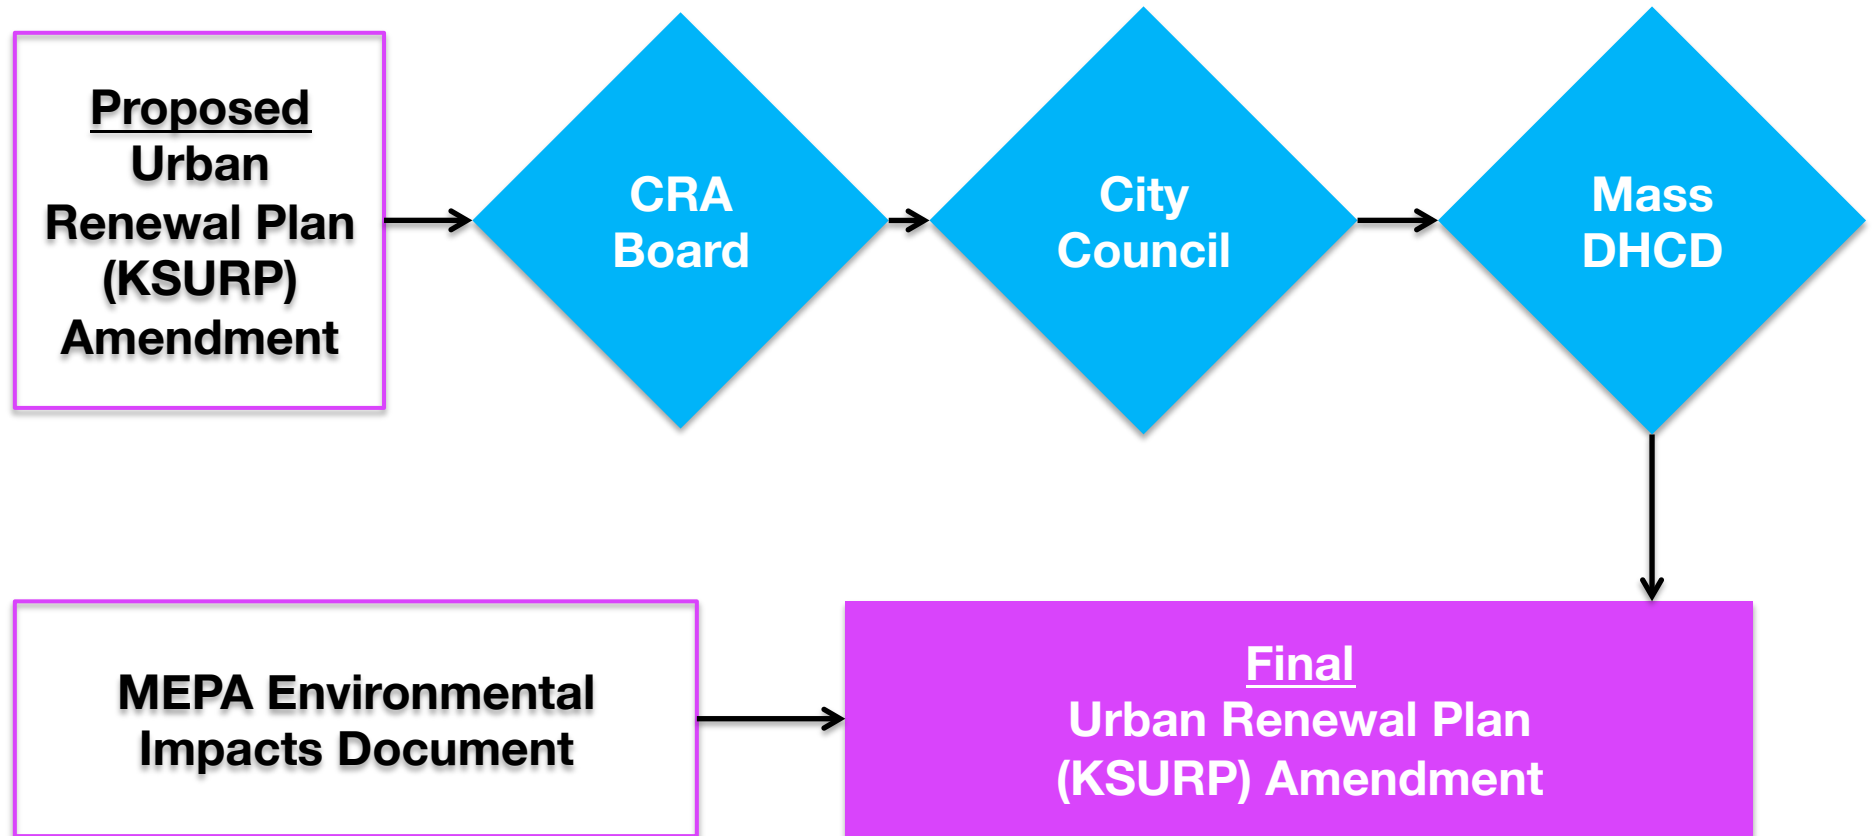 Proposed
Urban
Renewal Plan
(KSURP)
Amendment
CRA
Board
City
Council
Mass
DHCD
MEPA Environmental
Impacts Document
Final
Urban Renewal Plan
(KSURP) Amendment